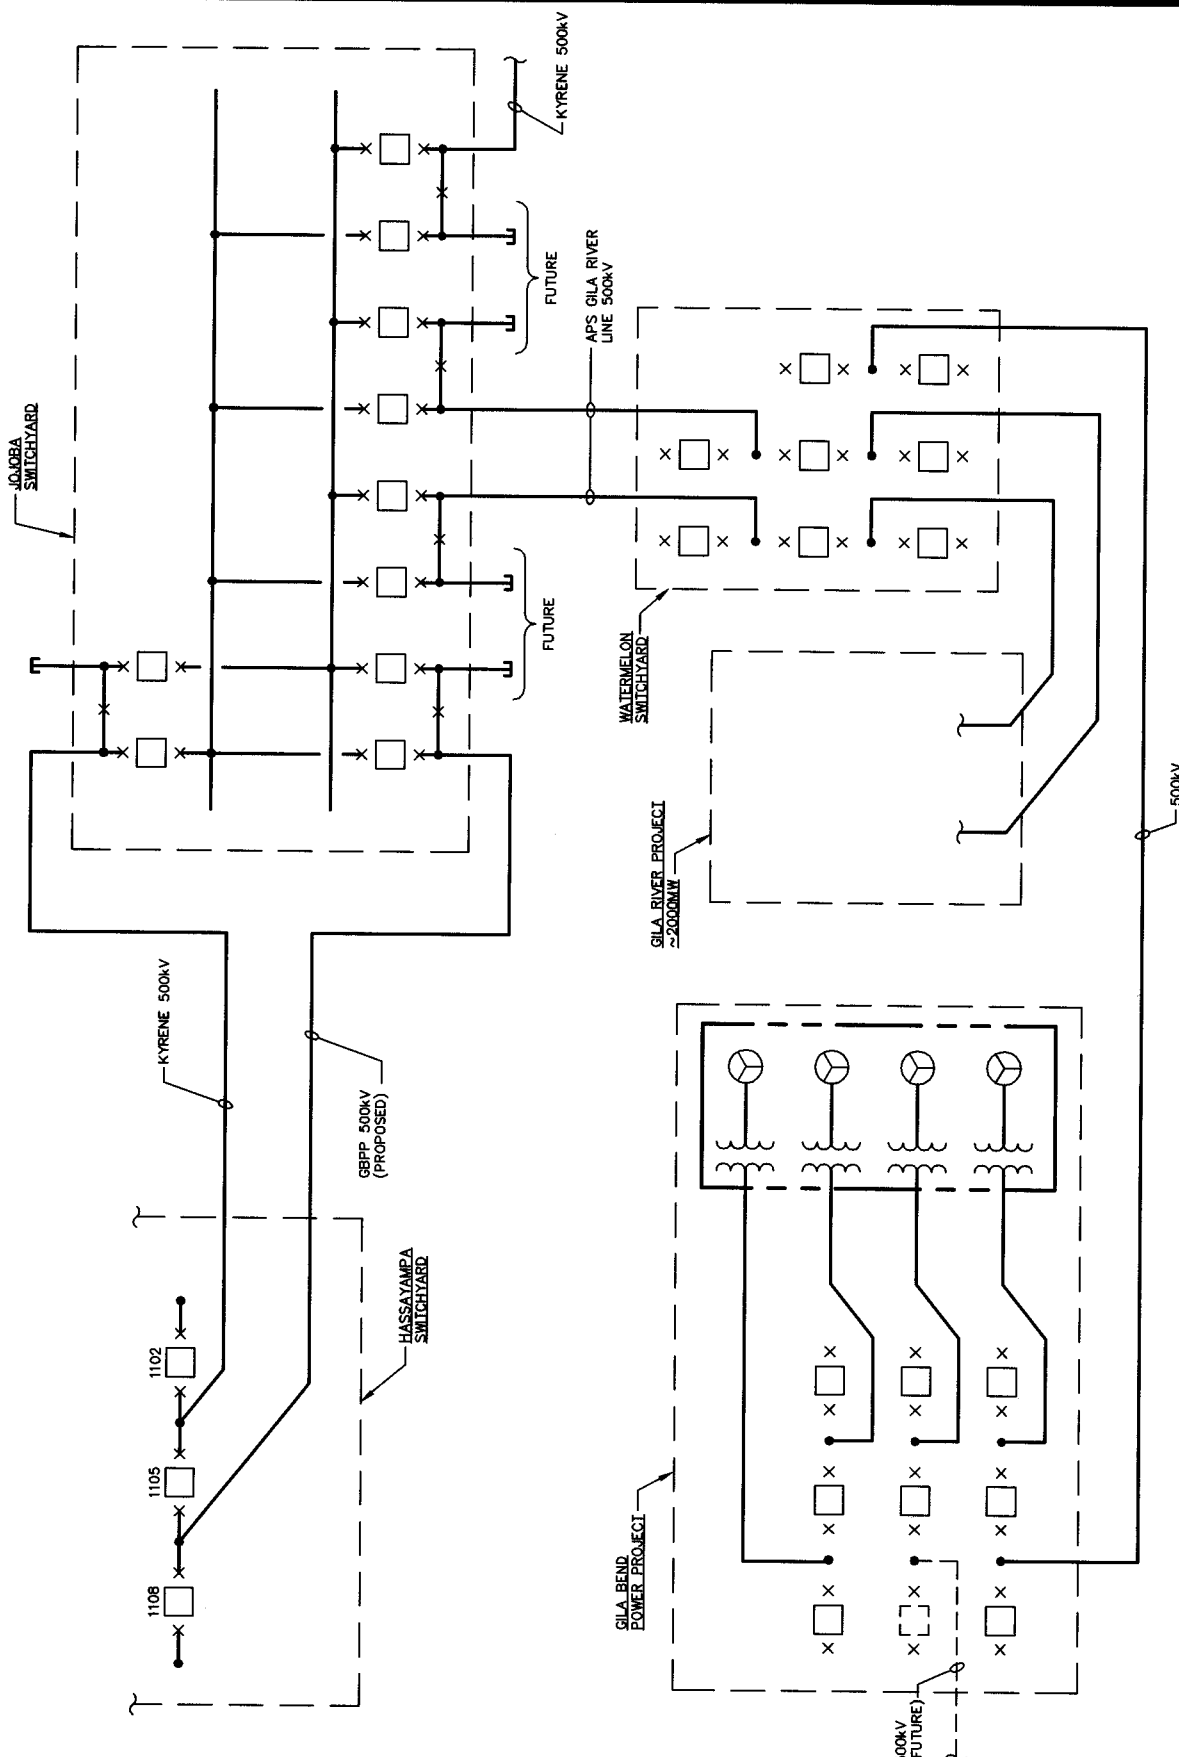 KYRENE 500kV
JOJOBA
SWITCHYARD
FUTURE
APS GILA RIVER
LINE 500kV
FUTURE
WATERMELON
SWITCHYARD
GILA RIVER PROJECT
~2000MW
500kV
KYRENE 500kV
GBPP 500kV
(PROPOSED)
HASSAYAMPA
SWITCHYARD
1102
1105
1108
GILA BEND
POWER PROJECT
FUTURE)